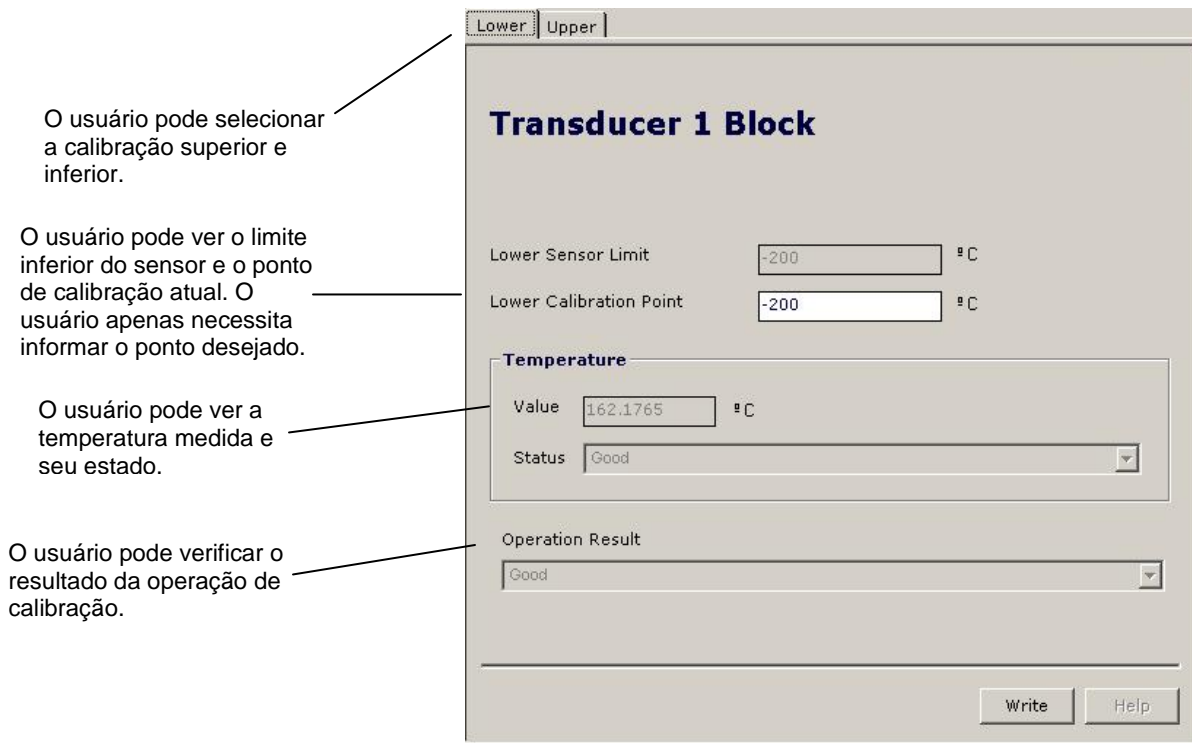 Lower Upper
O usuário pode selecionar
a calibração superior e
inferior.
Transducer 1 Block
O usuário pode ver o limite
inferior do sensor e o ponto
de calibração atual. O
usuário apenas necessita
informar o ponto desejado.
Lower Sensor Limit -200 ºC
Lower Calibration Point -200 ºC
Temperature
O usuário pode ver a
temperatura medida e
seu estado.
Value 162.1765 ºC
Status Good
O usuário pode verificar o
resultado da operação de
calibração.
Operation Result
Good
Write Help